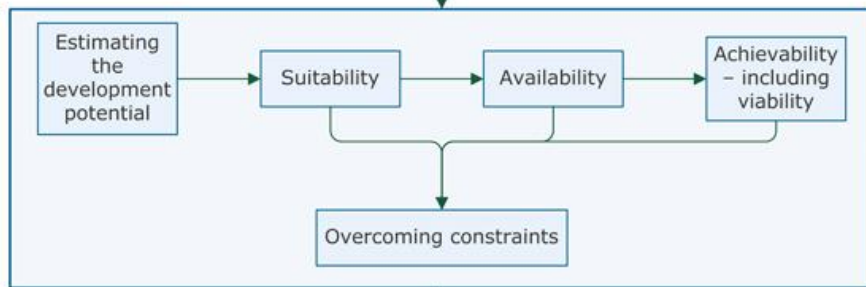 Estimating
the
development
potential
Suitability
Availability
Achievability
– including
viability
Overcoming constraints